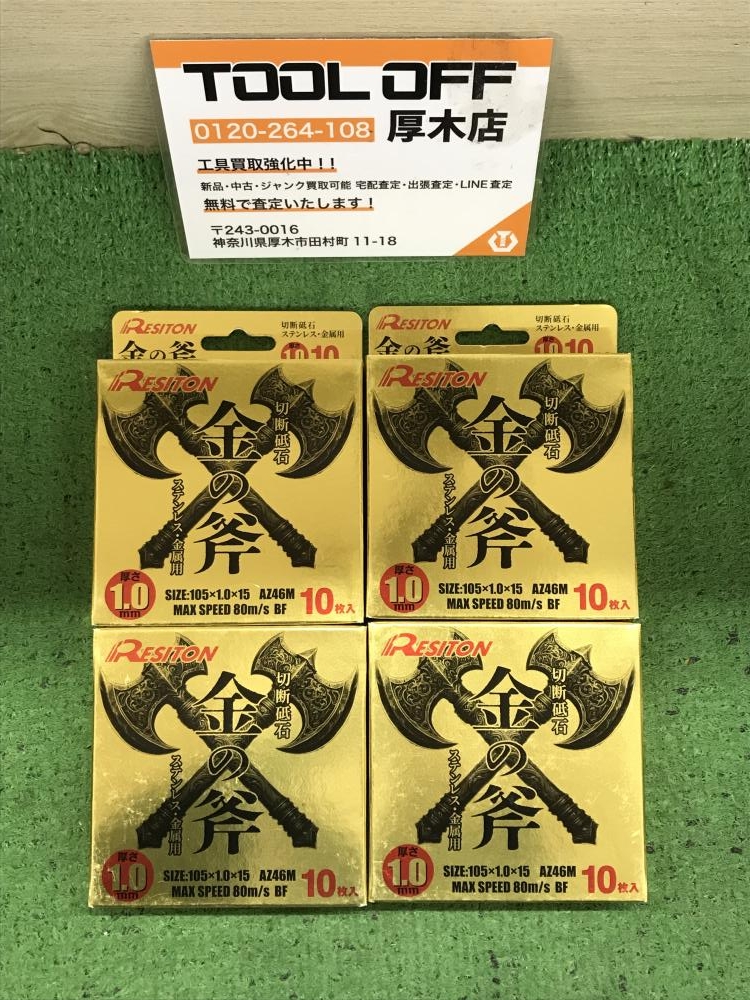 TOOL OFF
0120-264-108 厚木店
工具買取強化中!!
新品・中古・ジャンク買取可能 宅配査定・出張査定・LINE査定
無料で査定いたします!
〒243-0016
神奈川県厚木市田村町 11-18
RESITON
切断砥石
ステンレス・金属用
金の斧
1.0 10
RESITON
切断砥石
ステンレス・金属用
金の斧
1.0 10
RESITON
切断砥石
金の斧
ステンレス・金属用
厚さ
1.0
mm
SIZE:105×1.0×15 AZ46M
MAX SPEED 80m/s BF
10枚入
RESITON
切断砥石
金の斧
ステンレス・金属用
厚さ
1.0
mm
SIZE:105×1.0×15 AZ46M
MAX SPEED 80m/s BF
10枚入
RESITON
切断砥石
金の斧
ステンレス・金属用
厚さ
1.0
mm
SIZE:105×1.0×15 AZ46M
MAX SPEED 80m/s BF
10枚入
RESITON
切断砥石
金の斧
ステンレス・金属用
厚さ
1.0
mm
SIZE:105×1.0×15 AZ46M
MAX SPEED 80m/s BF
10枚入